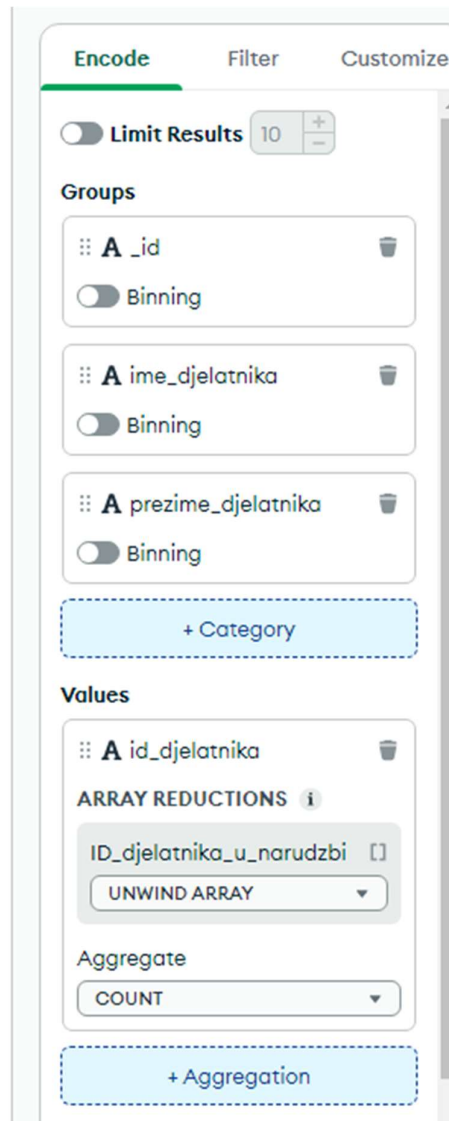 Encode Filter Customize
Limit Results 10 + −
Groups
A _id
Binning
A ime_djelatnika
Binning
A prezime_djelatnika
Binning
+ Category
Values
A id_djelatnika
ARRAY REDUCTIONS i
ID_djelatnika_u_narudzbi []
UNWIND ARRAY
Aggregate
COUNT
+ Aggregation